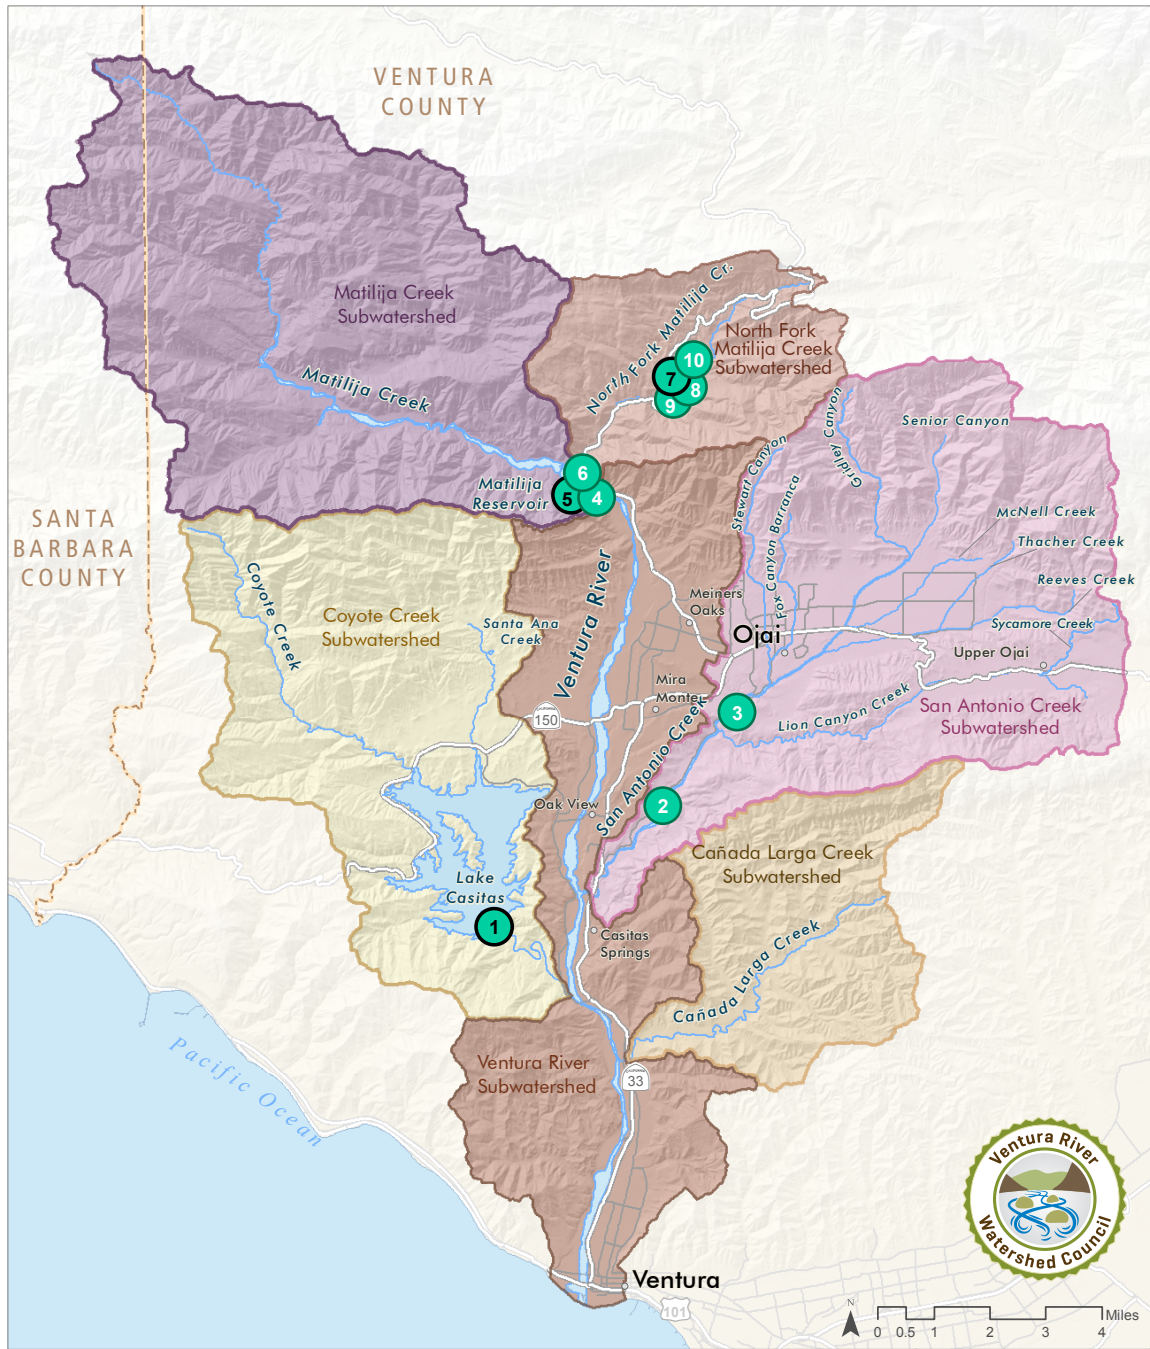 VENTURA
COUNTY
Matilija Creek
Subwatershed
North Fork Matilija Cr.
North Fork
Matilija Creek
Subwatershed
10
7
8
9
Matilija Creek
Gridley Canyon
Senior Canyon
Stewart Canyon
Fox Canyon Barranca
6
5
4
Matilija
Reservoir
McNell Creek
Thacher Creek
Reeves Creek
Sycamore Creek
SANTA
BARBARA
COUNTY
Coyote Creek
Coyote Creek
Subwatershed
Santa Ana
Creek
Ventura River
Meiners
Oaks
Ojai
Upper Ojai
Mira
Monte
CALIFORNIA
150
3
Lion Canyon Creek
San Antonio Creek
Subwatershed
San Antonio Creek
Oak View
2
Cañada Larga Creek
Subwatershed
Lake
Casitas
1
Casitas
Springs
Cañada Larga Creek
Pacific Ocean
Ventura River
Subwatershed
CALIFORNIA
33
Ventura River
Watershed Council
Ventura
101
N
0 0.5 1 2 3 4 Miles